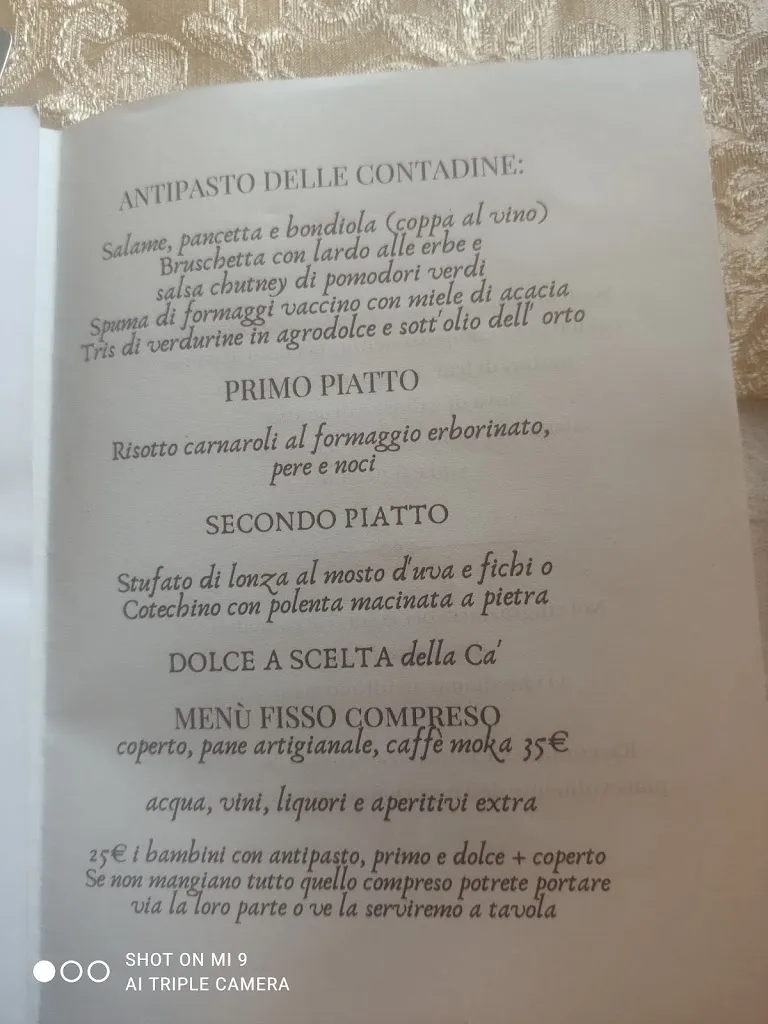 ANTIPASTO DELLE CONTADINE:
Salame, pancetta e bondiola (coppa al vino)
Bruschetta con lardo alle erbe e
salsa chutney di pomodori verdi
Spuma di formaggi vaccino con miele di acacia
Tris di verdurine in agrodolce e sott'olio dell' orto
PRIMO PIATTO
Risotto carnaroli al formaggio erborinato,
pere e noci
SECONDO PIATTO
Stufato di lonza al mosto d'uva e fichi o
Cotechino con polenta macinata a pietra
DOLCE A SCELTA della Ca'
MENÙ FISSO COMPRESO
coperto, pane artigianale, caffè moka 35€
acqua, vini, liquori e aperitivi extra
25€ i bambini con antipasto, primo e dolce + coperto
Se non mangiano tutto quello compreso potrete portare
via la loro parte o ve la serviremo a tavola
SHOT ON MI 9
AI TRIPLE CAMERA